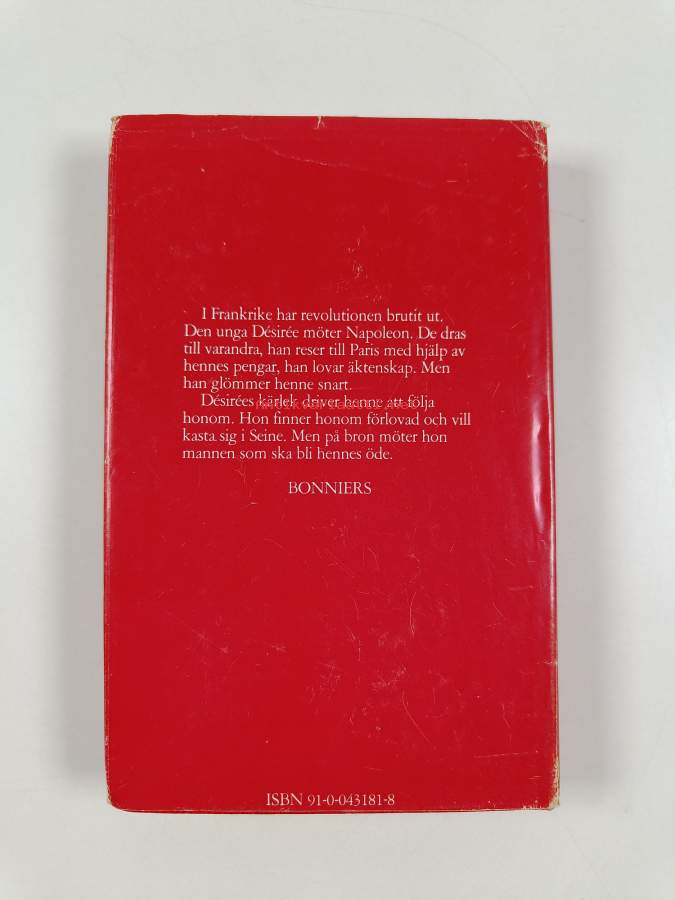 I Frankrike har revolutionen brutit ut.
Den unga Désirée möter Napoleon. De dras
till varandra, han reser till Paris med hjälp av
hennes pengar, han lovar äktenskap. Men
han glömmer henne snart.
Désirées kärlek driver henne att följa
honom. Hon finner honom förlovad och vill
kasta sig i Seine. Men på bron möter hon
mannen som ska bli hennes öde.
BONNIERS
ISBN 91-0-043181-8